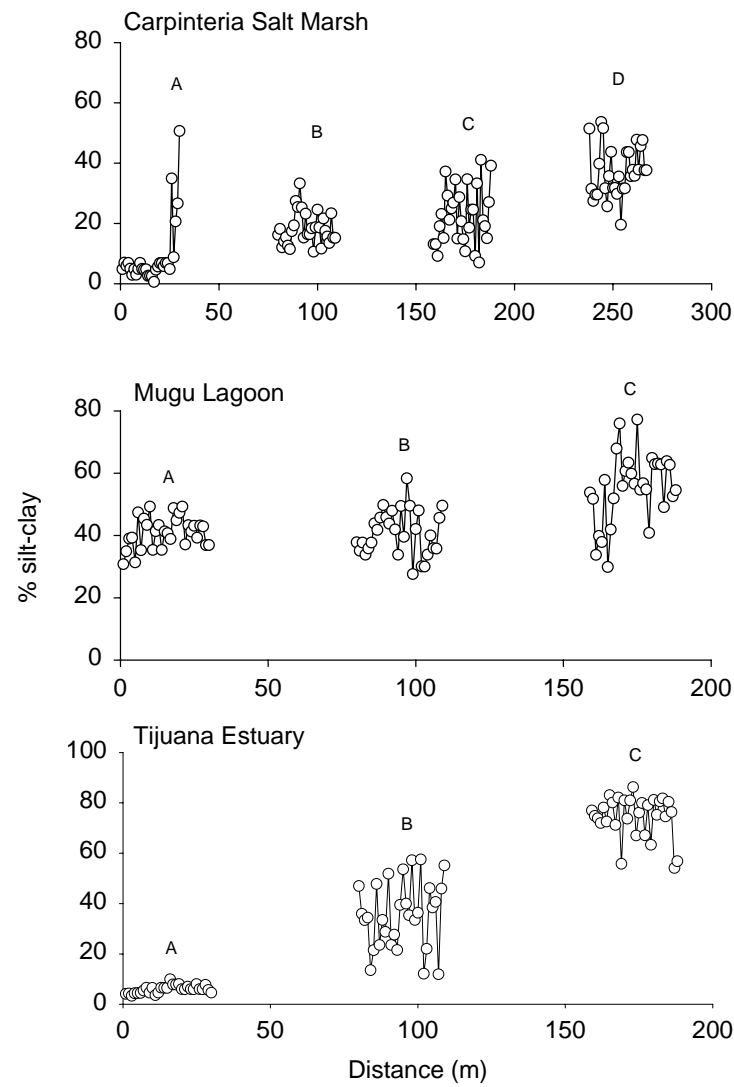 Carpinteria Salt Marsh
80
60
40
20
0
A
B
C
D
0 50 100 150 200 250 300
Mugu Lagoon
80
60
40
20
0
A
B
C
0 50 100 150 200
% silt-clay
Tijuana Estuary
100
80
60
40
20
0
A
B
C
0 50 100 150 200
Distance (m)